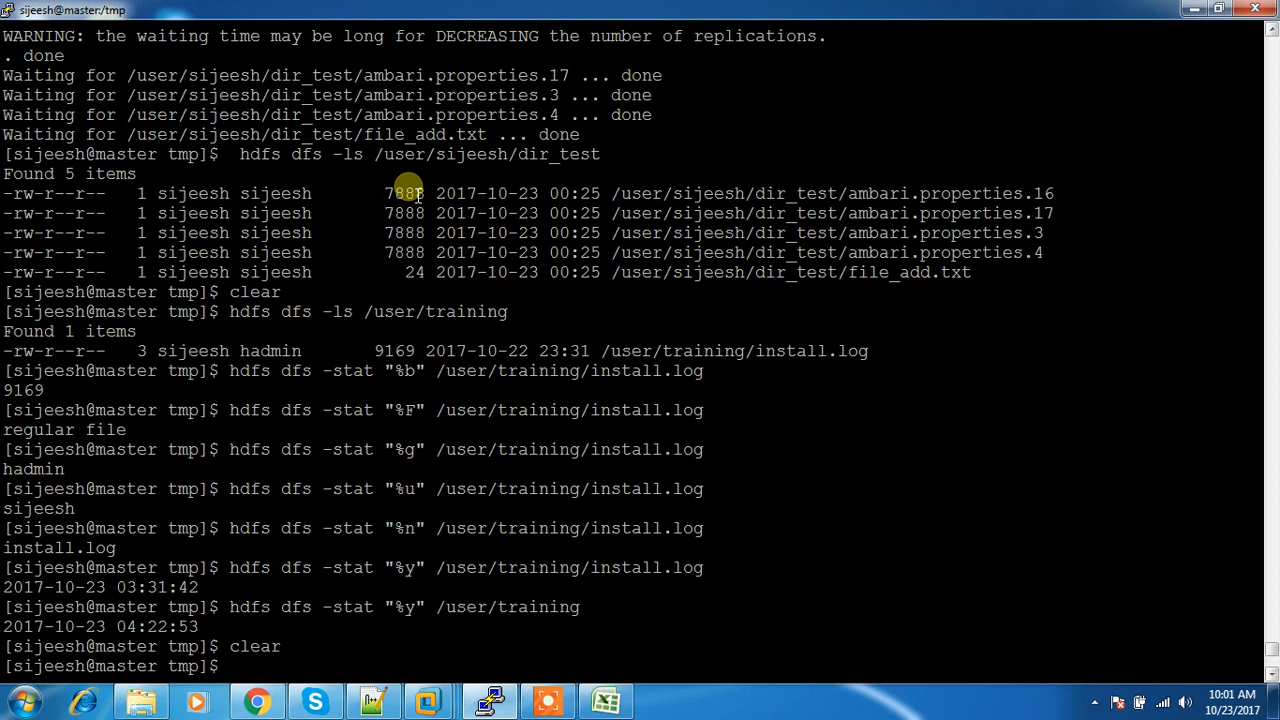 sijeesh@master:/tmp
WARNING: the waiting time may be long for DECREASING the number of replications.
. done
Waiting for /user/sijeesh/dir_test/ambari.properties.17 ... done
Waiting for /user/sijeesh/dir_test/ambari.properties.3 ... done
Waiting for /user/sijeesh/dir_test/ambari.properties.4 ... done
Waiting for /user/sijeesh/dir_test/file_add.txt ... done
[sijeesh@master tmp]$  hdfs dfs -ls /user/sijeesh/dir_test
Found 5 items
-rw-r--r--   1 sijeesh sijeesh       7888 2017-10-23 00:25 /user/sijeesh/dir_test/ambari.properties.16
-rw-r--r--   1 sijeesh sijeesh       7888 2017-10-23 00:25 /user/sijeesh/dir_test/ambari.properties.17
-rw-r--r--   1 sijeesh sijeesh       7888 2017-10-23 00:25 /user/sijeesh/dir_test/ambari.properties.3
-rw-r--r--   1 sijeesh sijeesh       7888 2017-10-23 00:25 /user/sijeesh/dir_test/ambari.properties.4
-rw-r--r--   1 sijeesh sijeesh         24 2017-10-23 00:25 /user/sijeesh/dir_test/file_add.txt
[sijeesh@master tmp]$ clear
[sijeesh@master tmp]$ hdfs dfs -ls /user/training
Found 1 items
-rw-r--r--   3 sijeesh hadmin       9169 2017-10-22 23:31 /user/training/install.log
[sijeesh@master tmp]$ hdfs dfs -stat "%b" /user/training/install.log
9169
[sijeesh@master tmp]$ hdfs dfs -stat "%F" /user/training/install.log
regular file
[sijeesh@master tmp]$ hdfs dfs -stat "%g" /user/training/install.log
hadmin
[sijeesh@master tmp]$ hdfs dfs -stat "%u" /user/training/install.log
sijeesh
[sijeesh@master tmp]$ hdfs dfs -stat "%n" /user/training/install.log
install.log
[sijeesh@master tmp]$ hdfs dfs -stat "%y" /user/training/install.log
2017-10-23 03:31:42
[sijeesh@master tmp]$ hdfs dfs -stat "%y" /user/training
2017-10-23 04:22:53
[sijeesh@master tmp]$ clear
[sijeesh@master tmp]$
10:01 AM
10/23/2017